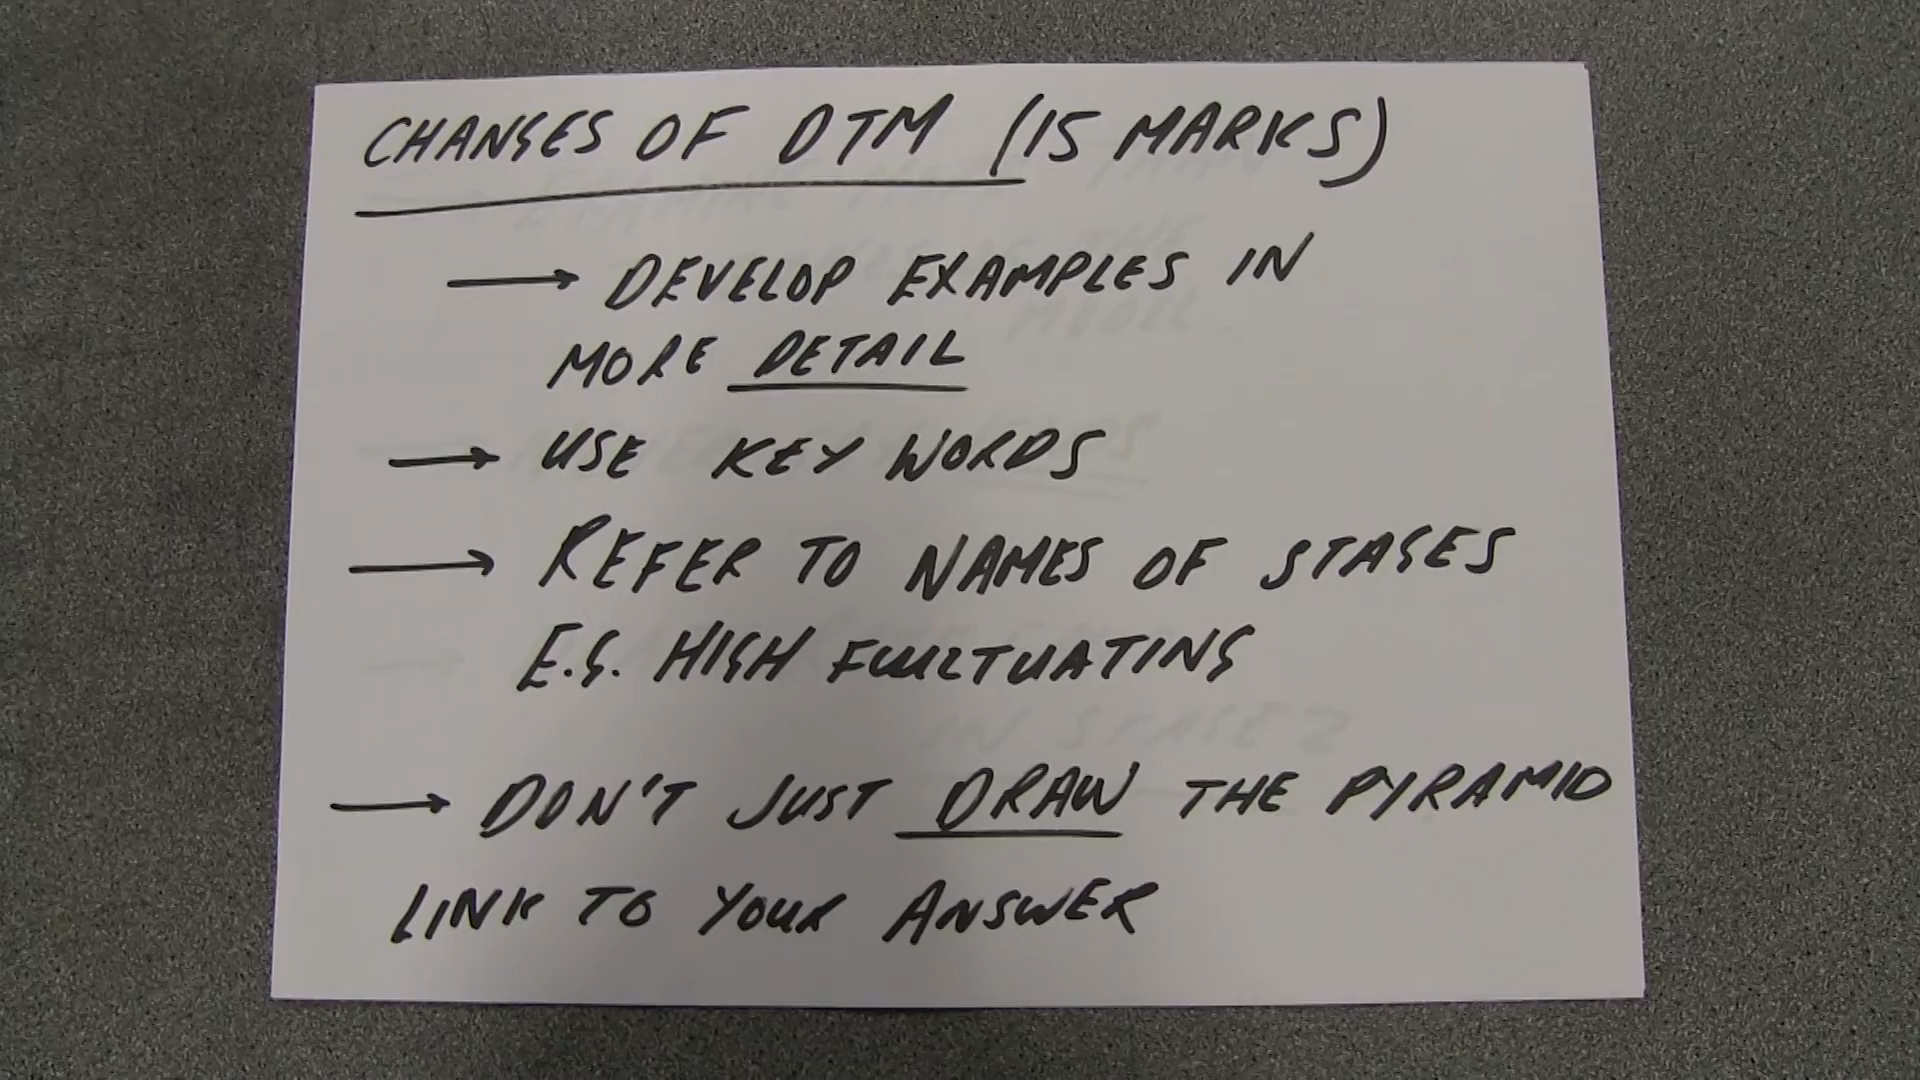 CHANGES OF DTM (15 MARKS)
→ DEVELOP EXAMPLES IN
MORE DETAIL
→ USE KEY WORDS
→ REFER TO NAMES OF STAGES
E.G. HIGH FLUCTUATING
→ DON'T JUST DRAW THE PYRAMID
LINK TO YOUR ANSWER